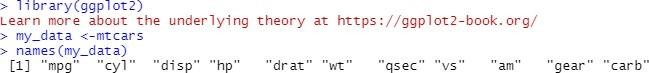 > library(ggplot2)
Learn more about the underlying theory at https://ggplot2-book.org/
> my_data <-mtcars
> names(my_data)
 [1] "mpg"  "cyl"  "disp" "hp"   "drat" "wt"   "qsec" "vs"   "am"   "gear" "carb"